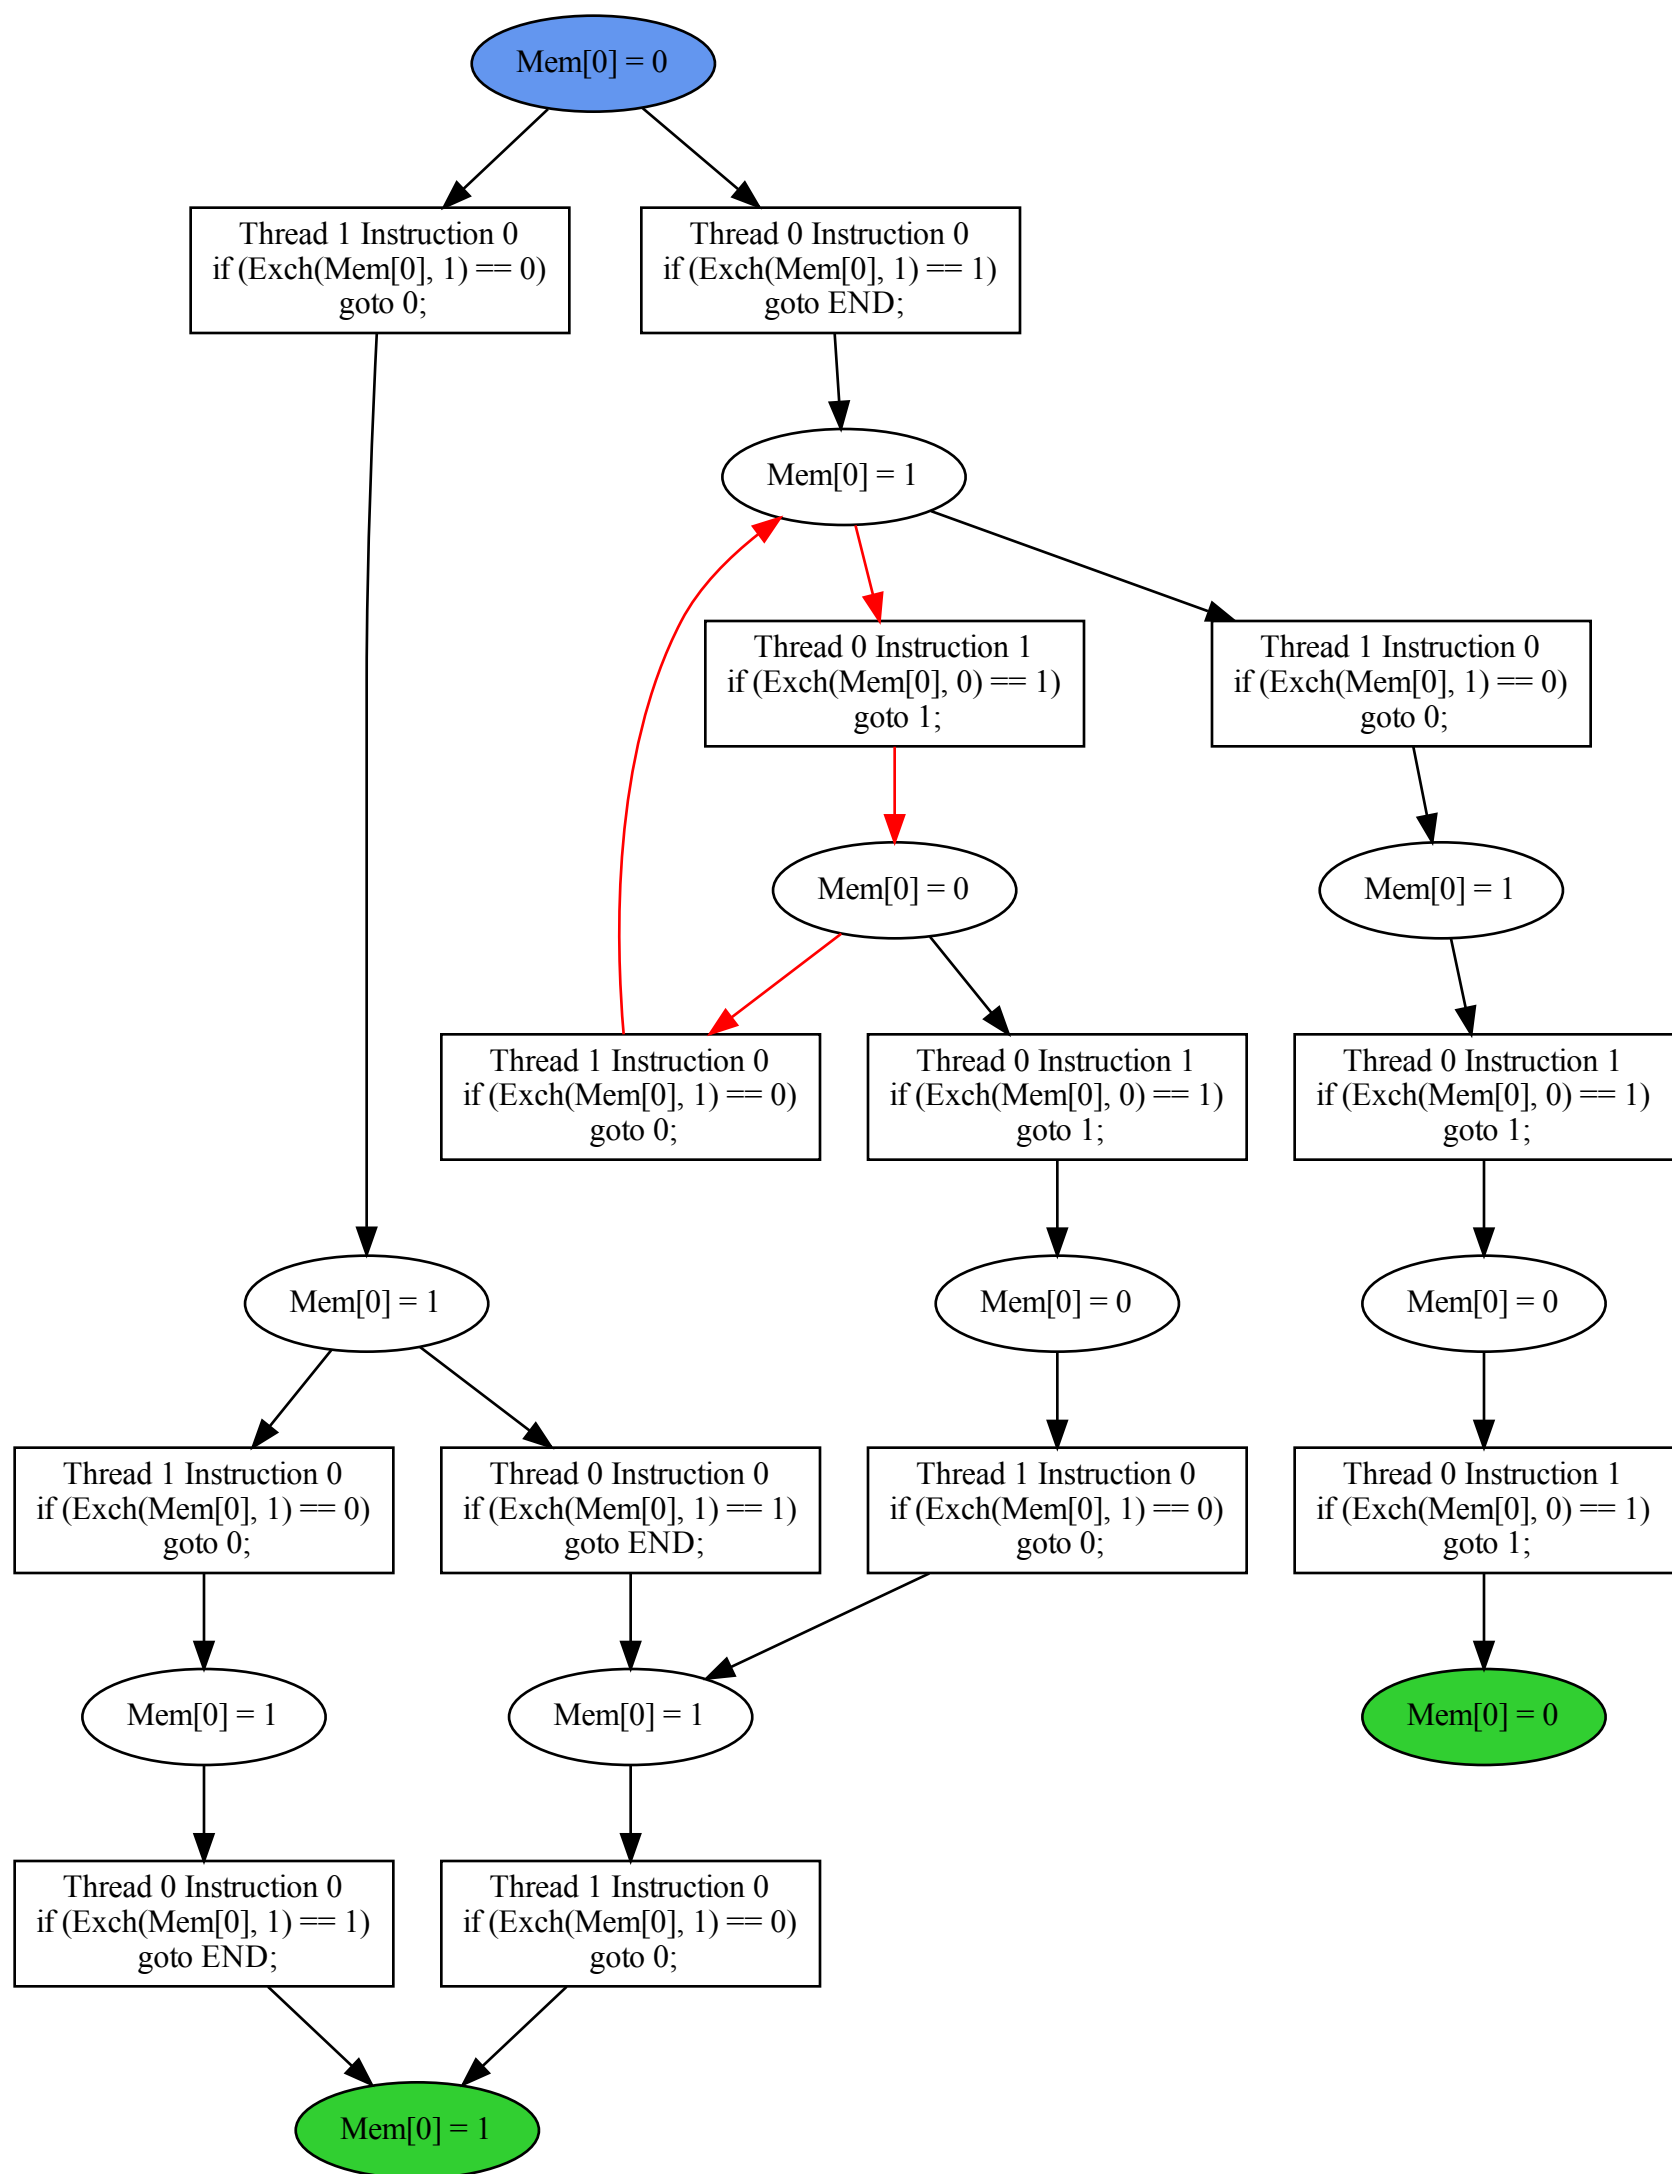 Mem[0] = 0
Thread 1 Instruction 0
if (Exch(Mem[0], 1) == 0)
goto 0;
Thread 0 Instruction 0
if (Exch(Mem[0], 1) == 1)
goto END;
Mem[0] = 1
Thread 0 Instruction 1
if (Exch(Mem[0], 0) == 1)
goto 1;
Thread 1 Instruction 0
if (Exch(Mem[0], 1) == 0)
goto 0;
Mem[0] = 0
Mem[0] = 1
Thread 1 Instruction 0
if (Exch(Mem[0], 1) == 0)
goto 0;
Thread 0 Instruction 1
if (Exch(Mem[0], 0) == 1)
goto 1;
Thread 0 Instruction 1
if (Exch(Mem[0], 0) == 1)
goto 1;
Mem[0] = 1
Mem[0] = 0
Mem[0] = 0
Thread 1 Instruction 0
if (Exch(Mem[0], 1) == 0)
goto 0;
Thread 0 Instruction 0
if (Exch(Mem[0], 1) == 1)
goto END;
Thread 1 Instruction 0
if (Exch(Mem[0], 1) == 0)
goto 0;
Thread 0 Instruction 1
if (Exch(Mem[0], 0) == 1)
goto 1;
Mem[0] = 1
Mem[0] = 1
Mem[0] = 0
Thread 0 Instruction 0
if (Exch(Mem[0], 1) == 1)
goto END;
Thread 1 Instruction 0
if (Exch(Mem[0], 1) == 0)
goto 0;
Mem[0] = 1